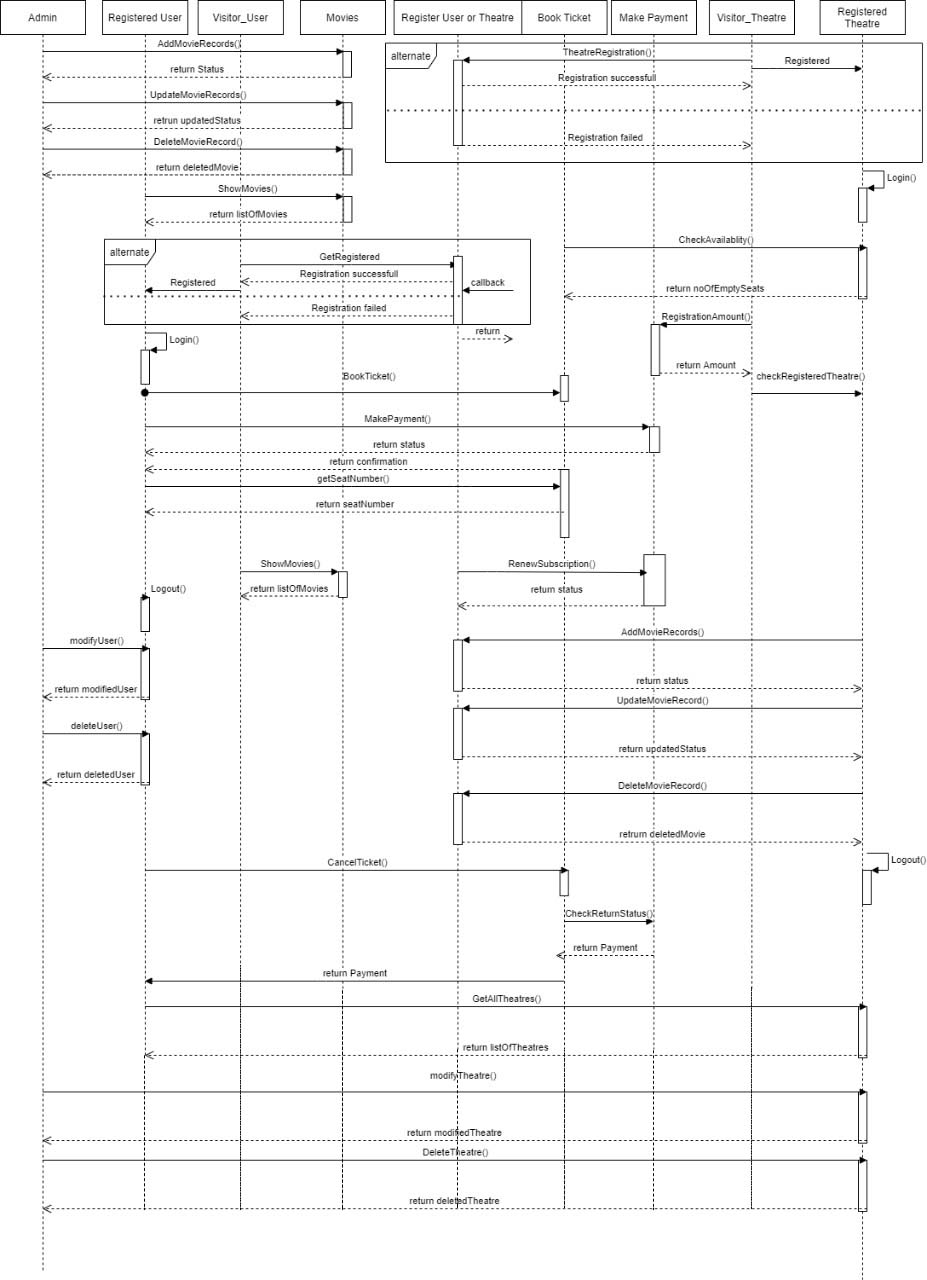 Admin
Registered User
Visitor_User
Movies
Register User or Theatre
Book Ticket
Make Payment
Visitor_Theatre
Registered
Theatre
AddMovieRecords()
alternate
TheatreRegistration()
Registered
return Status
Registration successfull
UpdateMovieRecords()
retrun updatedStatus
DeleteMovieRecord()
Registration failed
return deletedMovie
Login()
ShowMovies()
return listOfMovies
CheckAvailablity()
alternate
GetRegistered
Registration successfull
Registered
callback
return noOfEmptySeats
Registration failed
RegistrationAmount()
return
Login()
return Amount
BookTicket()
checkRegisteredTheatre()
MakePayment()
return status
return confirmation
getSeatNumber()
return seatNumber
ShowMovies()
RenewSubscription()
Logout()
return listOfMovies
return status
modifyUser()
AddMovieRecords()
return modifiedUser
return status
UpdateMovieRecord()
deleteUser()
return updatedStatus
return deletedUser
DeleteMovieRecord()
retrurn deletedMovie
CancelTicket()
Logout()
CheckReturnStatus()
return Payment
return Payment
GetAllTheatres()
return listOfTheatres
modifyTheatre()
return modifiedTheatre
DeleteTheatre()
return deletedTheatre